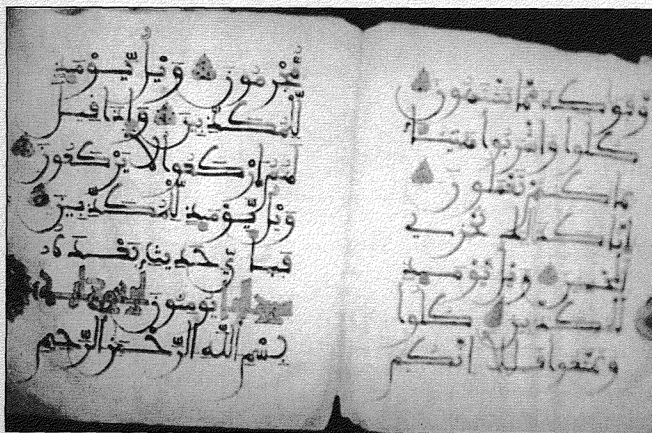 وفوكه مما يشتهون
كلوا واشربوا هنيئا
بما كنتم تعملون
إنا كذلك نجزي
المحسنين ويل يومئذ
للمكذبين كلوا
وتمتعوا قليلا إنكم
مجرمون ويل يومئذ
للمكذبين وإذا قيل
لهم اركعوا لا يركعون
ويل يومئذ للمكذبين
فبأي حديث بعده
يومنون
بسم الله الرحمن الرحيم